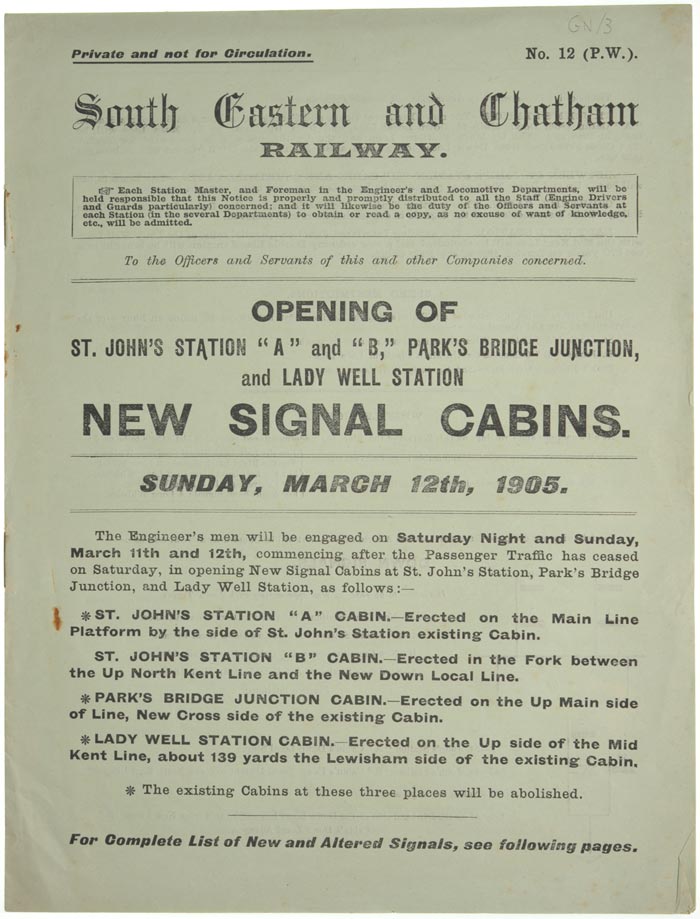 GN/3
Private and not for Circulation.
No. 12 (P.W.).
South Eastern and Chatham
RAILWAY.
☞ Each Station Master, and Foreman in the Engineer's and Locomotive Departments, will be
held responsible that this Notice is properly and promptly distributed to all the Staff (Engine Drivers
and Guards particularly) concerned; and it will likewise be the duty of the Officers and Servants at
each Station (in the several Departments) to obtain or read a copy, as no excuse of want of knowledge,
etc., will be admitted.
To the Officers and Servants of this and other Companies concerned.
OPENING OF
ST. JOHN'S STATION "A" and "B," PARK'S BRIDGE JUNCTION,
and LADY WELL STATION
NEW SIGNAL CABINS.
SUNDAY, MARCH 12th, 1905.
The Engineer's men will be engaged on Saturday Night and Sunday,
March 11th and 12th, commencing after the Passenger Traffic has ceased
on Saturday, in opening New Signal Cabins at St. John's Station, Park's Bridge
Junction, and Lady Well Station, as follows:—
* ST. JOHN'S STATION "A" CABIN.—Erected on the Main Line
Platform by the side of St. John's Station existing Cabin.
ST. JOHN'S STATION "B" CABIN.—Erected in the Fork between
the Up North Kent Line and the New Down Local Line.
* PARK'S BRIDGE JUNCTION CABIN.—Erected on the Up Main side
of Line, New Cross side of the existing Cabin.
* LADY WELL STATION CABIN.—Erected on the Up side of the Mid
Kent Line, about 139 yards the Lewisham side of the existing Cabin.
* The existing Cabins at these three places will be abolished.
For Complete List of New and Altered Signals, see following pages.